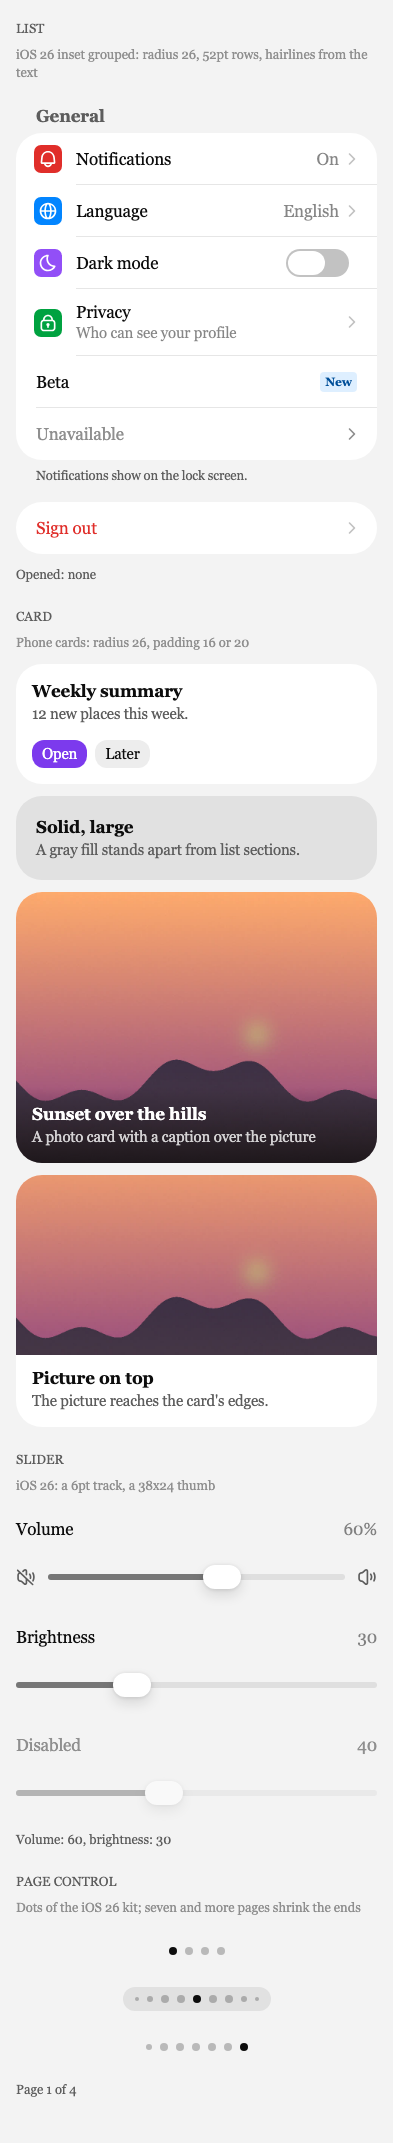 LIST
iOS 26 inset grouped: radius 26, 52pt rows, hairlines from the
text
General
Notifications On
Language English
Dark mode
Privacy
Who can see your profile
Beta New
Unavailable
Notifications show on the lock screen.
Sign out
Opened: none
CARD
Phone cards: radius 26, padding 16 or 20
Weekly summary
12 new places this week.
Open Later
Solid, large
A gray fill stands apart from list sections.
Sunset over the hills
A photo card with a caption over the picture
Picture on top
The picture reaches the card's edges.
SLIDER
iOS 26: a 6pt track, a 38x24 thumb
Volume 60%
Brightness 30
Disabled 40
Volume: 60, brightness: 30
PAGE CONTROL
Dots of the iOS 26 kit; seven and more pages shrink the ends
Page 1 of 4